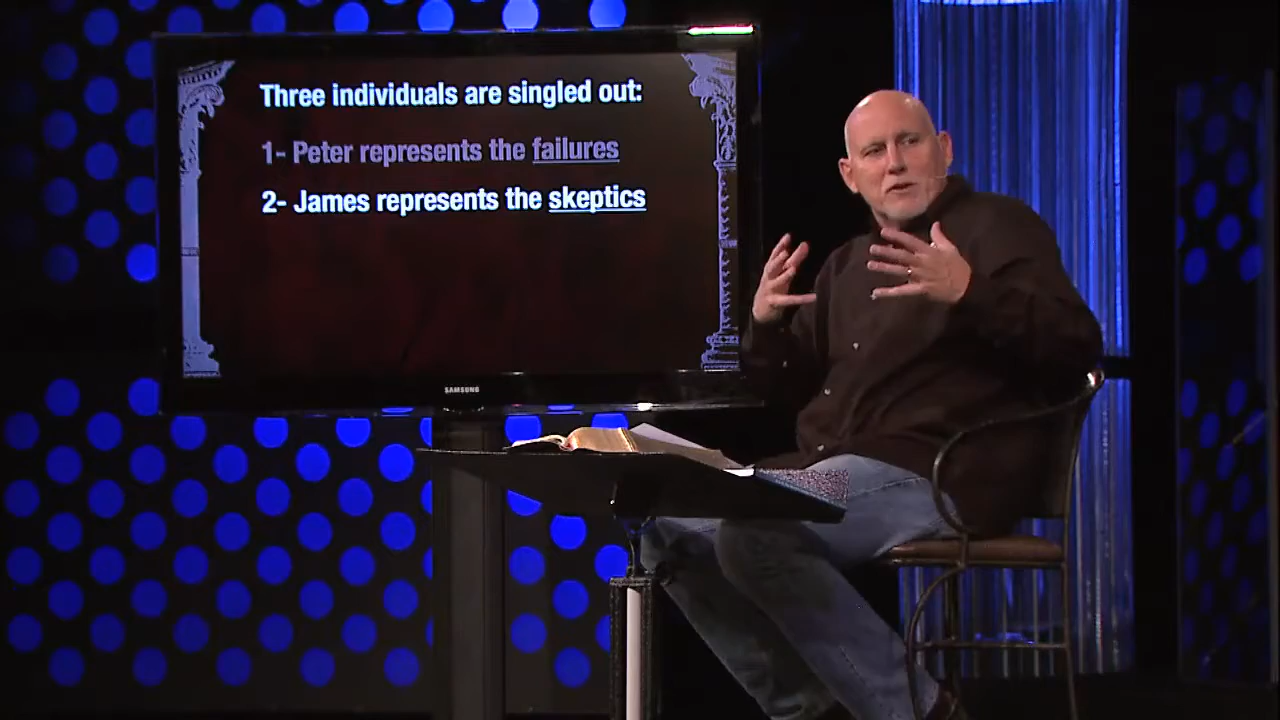 Three individuals are singled out:
1- Peter represents the failures
2- James represents the skeptics
SAMSUNG